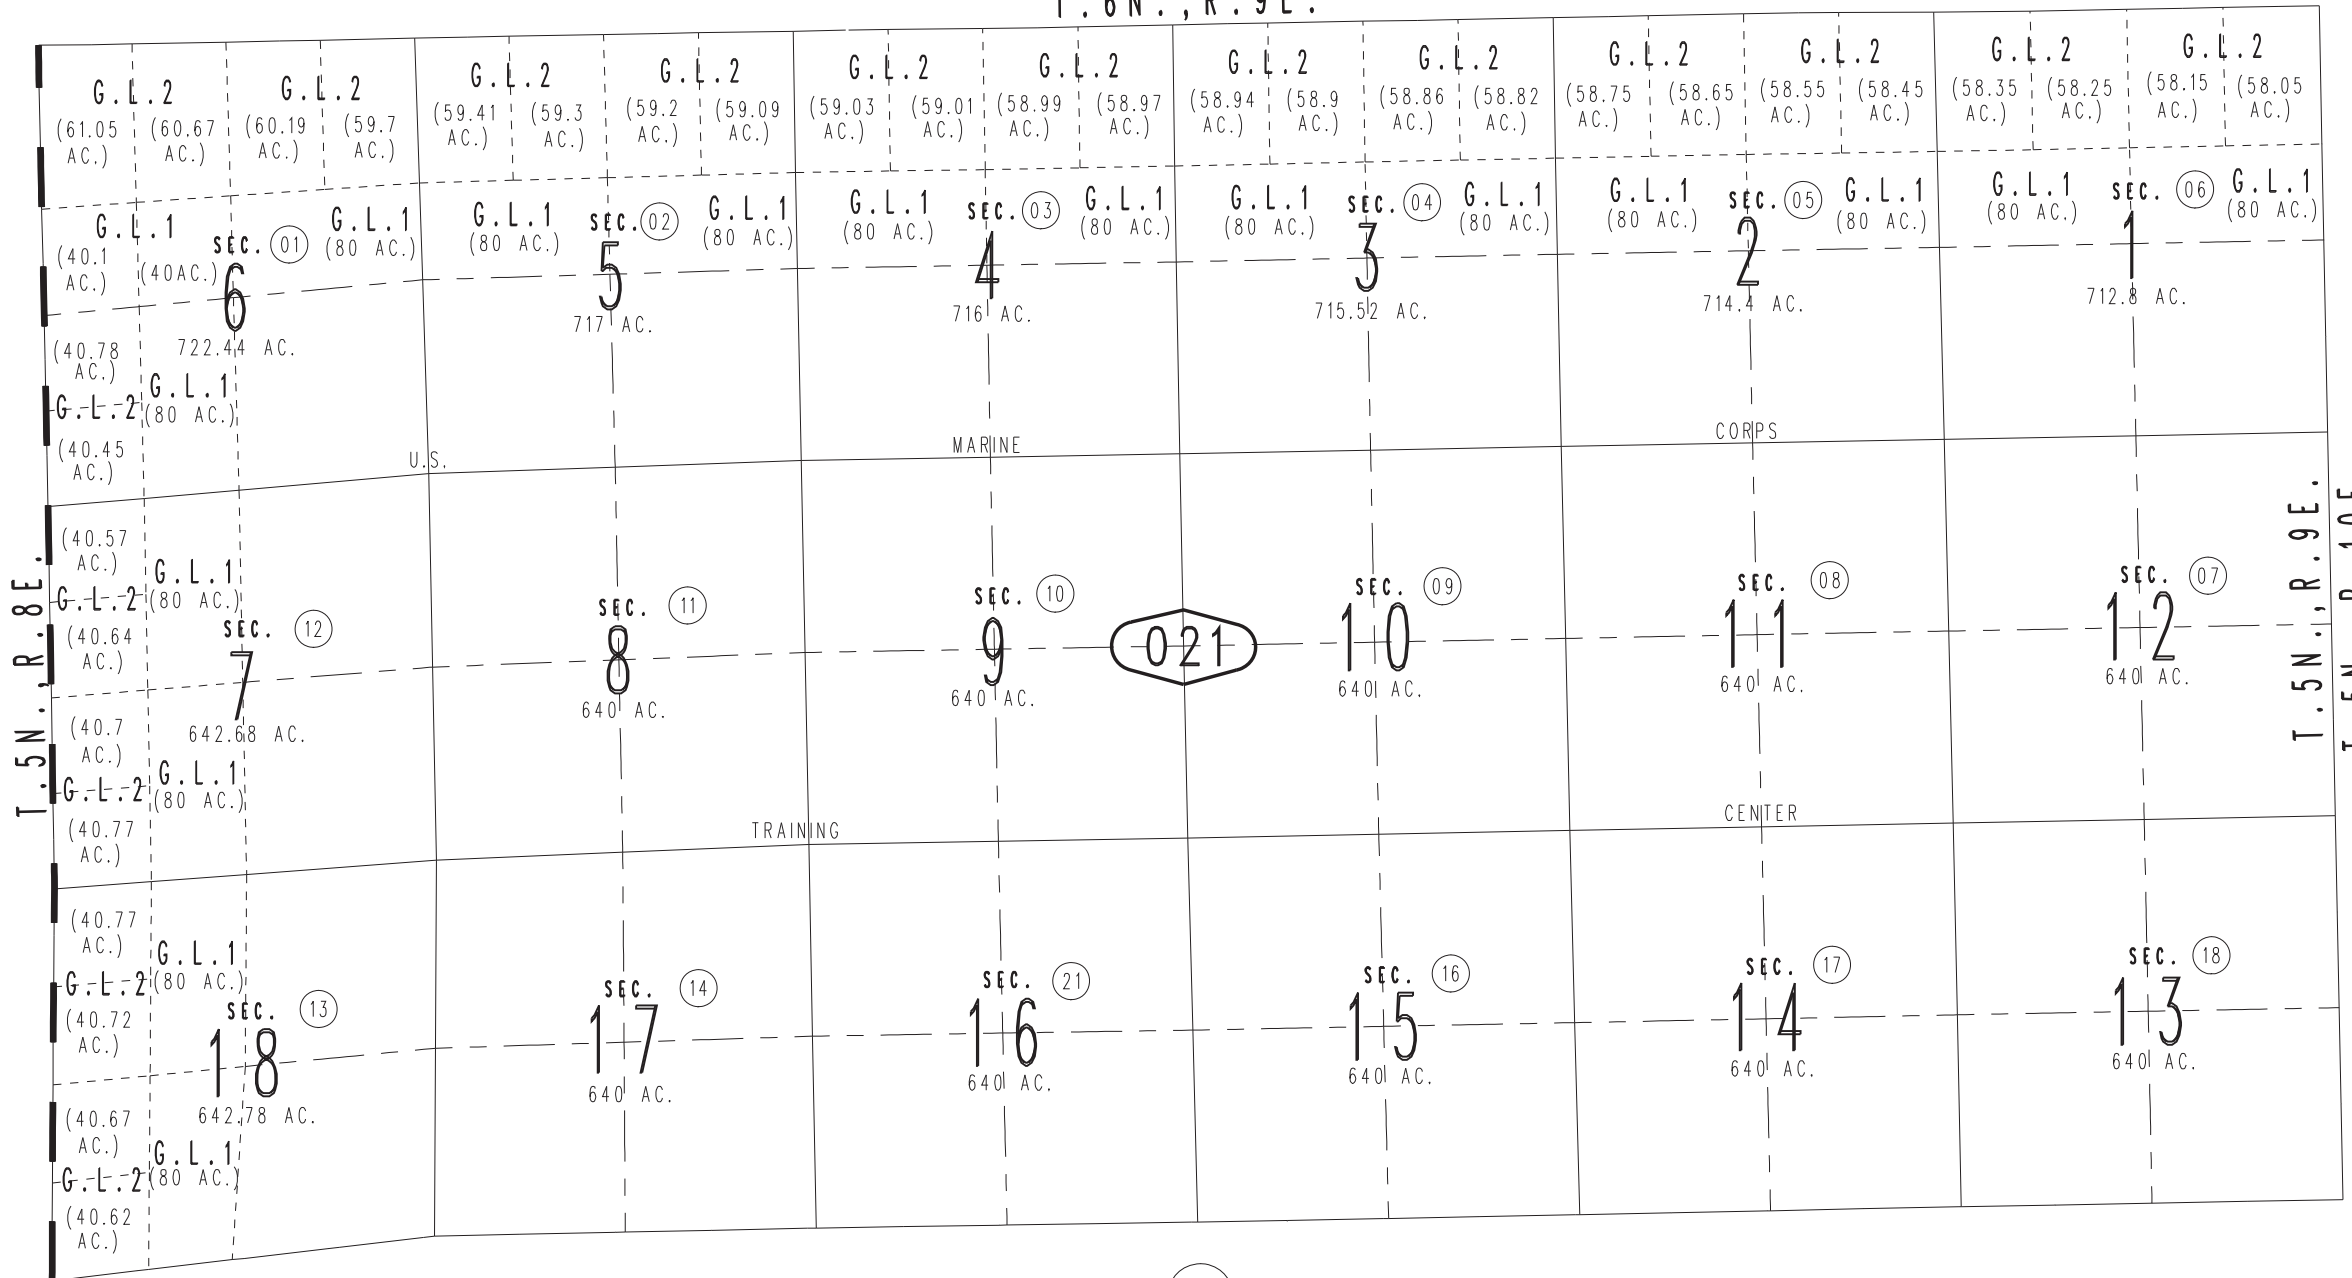 T.6N.,R.9E.
G.L.2 G.L.2 G.L.2 G.L.2 G.L.2 G.L.2 G.L.2 G.L.2 G.L.2 G.L.2 G.L.2 G.L.2
(61.05 AC.) (60.67 AC.) (60.19 AC.) (59.7 AC.) (59.41 AC.) (59.3 AC.) (59.2 AC.) (59.09 AC.) (59.03 AC.) (59.01 AC.) (58.99 AC.) (58.97 AC.) (58.94 AC.) (58.9 AC.) (58.86 AC.) (58.82 AC.) (58.75 AC.) (58.65 AC.) (58.55 AC.) (58.45 AC.) (58.35 AC.) (58.25 AC.) (58.15 AC.) (58.05 AC.)
G.L.1
(40.1 AC.)
(40AC.)
SEC. 01
6
722.44 AC.
G.L.1
(80 AC.)
G.L.1
(80 AC.)
SEC. 02
5
717 AC.
G.L.1
(80 AC.)
G.L.1
(80 AC.)
SEC. 03
4
716 AC.
G.L.1
(80 AC.)
G.L.1
(80 AC.)
SEC. 04
3
715.52 AC.
G.L.1
(80 AC.)
G.L.1
(80 AC.)
SEC. 05
2
714.4 AC.
G.L.1
(80 AC.)
G.L.1
(80 AC.)
SEC. 06
1
712.8 AC.
G.L.1
(80 AC.)
(40.78
AC.)
G.L.2
(40.45
AC.)
G.L.1
(80 AC.)
U.S. MARINE CORPS
T.5N.,R.8E.
(40.57
AC.)
G.L.2
(40.64
AC.)
G.L.1
(80 AC.)
SEC. 12
7
642.68 AC.
SEC. 11
8
640 AC.
SEC. 10
9
640 AC.
021
SEC. 09
10
640 AC.
SEC. 08
11
640 AC.
SEC. 07
12
640 AC.
T.5N.,R.9E.
(40.7
AC.)
G.L.2
(40.77
AC.)
G.L.1
(80 AC.)
TRAINING CENTER
(40.77
AC.)
G.L.2
(40.72
AC.)
G.L.1
(80 AC.)
SEC. 13
18
642.78 AC.
SEC. 14
17
640 AC.
SEC. 21
16
640 AC.
SEC. 16
15
640 AC.
SEC. 17
14
640 AC.
SEC. 18
13
640 AC.
(40.67
AC.)
G.L.2
(40.62
AC.)
G.L.1
(80 AC.)